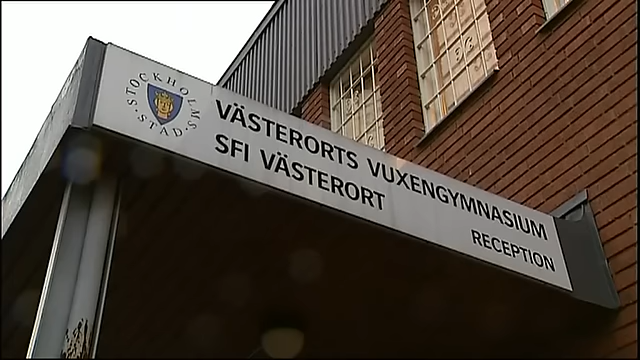 STOCKHOLMS
STAD
VÄSTERORTS VUXENGYMNASIUM
SFI VÄSTERORT
RECEPTION